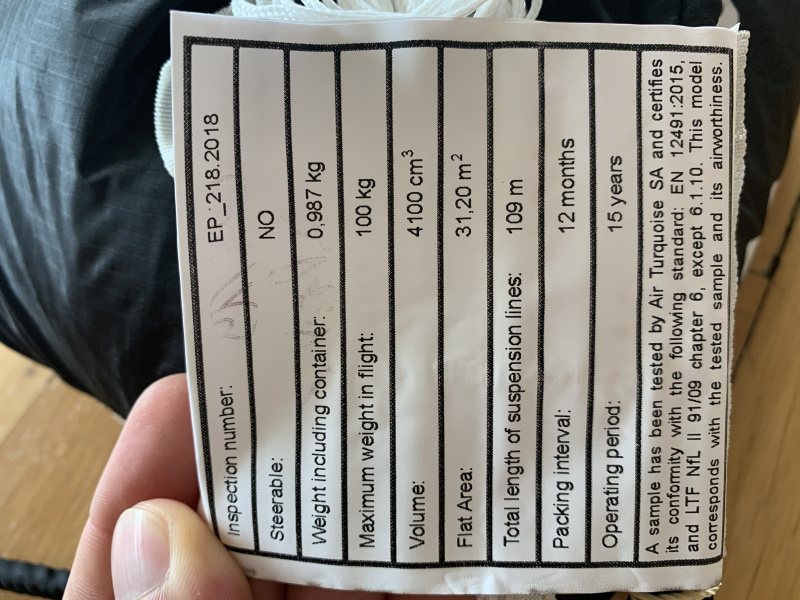 Inspection number: EP_218.2018
Steerable: NO
Weight including container: 0,987 kg
Maximum weight in flight: 100 kg
Volume: 4100 cm³
Flat Area: 31,20 m²
Total length of suspension lines: 109 m
Packing interval: 12 months
Operating period: 15 years
A sample has been tested by Air Turquoise SA and certifies
its conformity with the following standard: EN 12491:2015,
and LTF NfL II 91/09 chapter 6, except 6.1.10. This model
corresponds with the tested sample and its airworthiness.